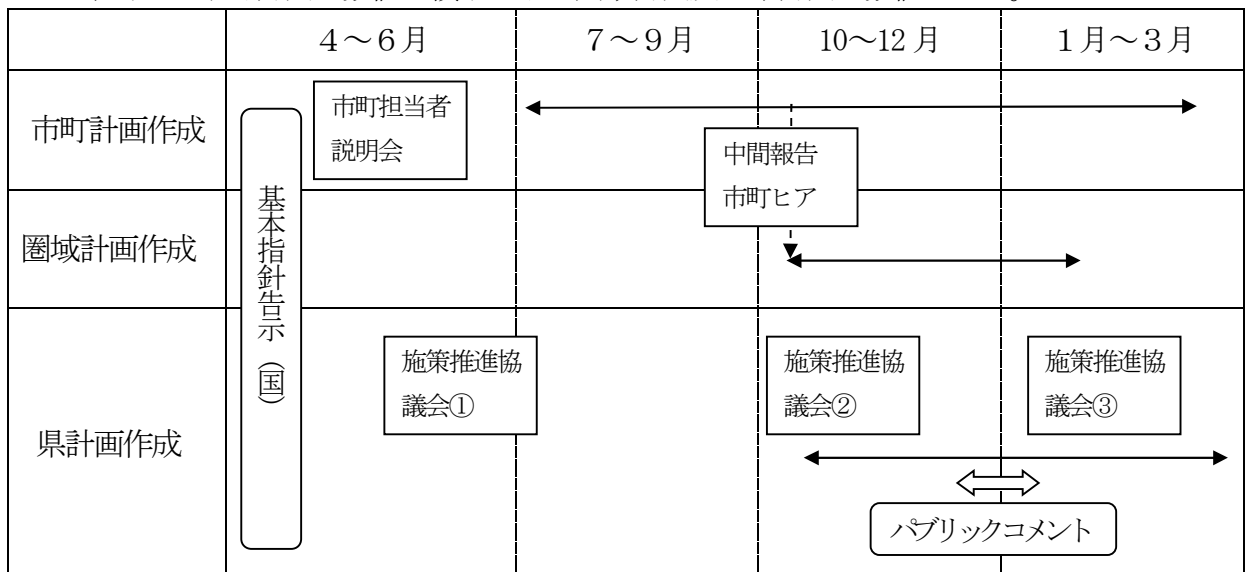 ４～６月
７～９月
10～12 月
１月～３月
市町計画作成
圏域計画作成
県計画作成
基本指針告示（国）
市町担当者
説明会
中間報告
市町ヒア
施策推進協
議会①
施策推進協
議会②
施策推進協
議会③
パブリックコメント